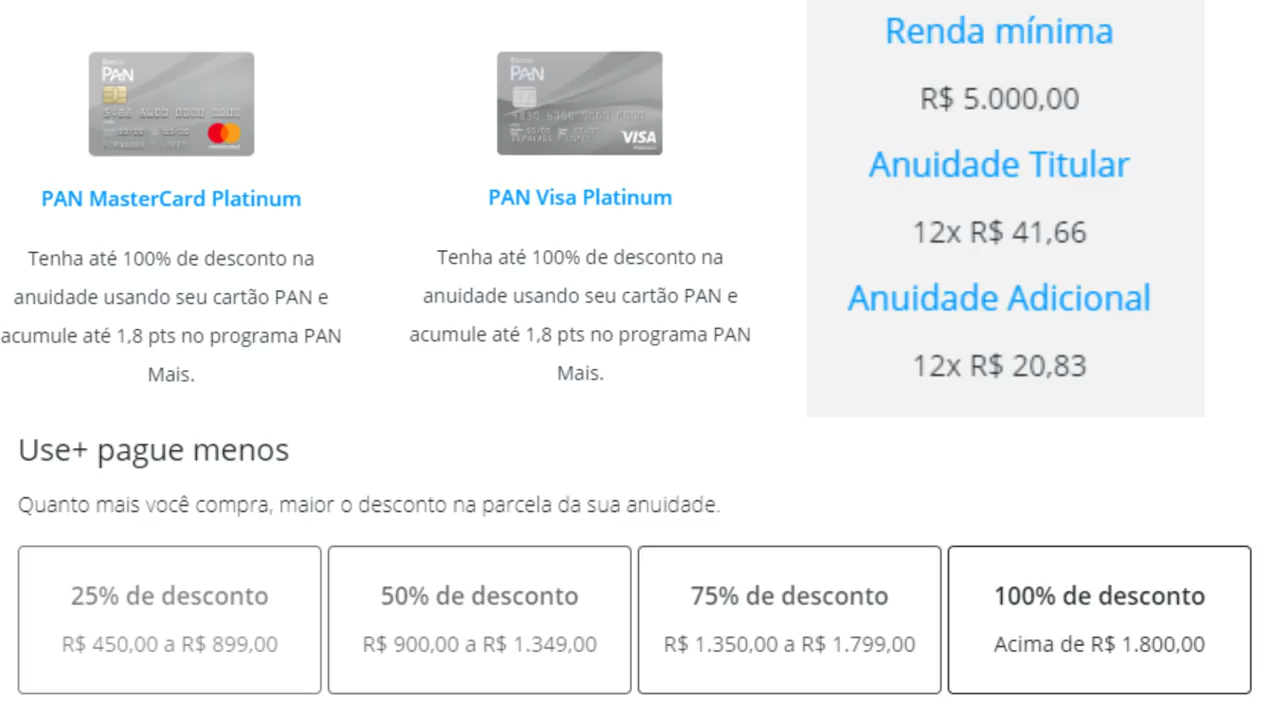 PAN
PAN MasterCard Platinum
Tenha até 100% de desconto na
anuidade usando seu cartão PAN e
acumule até 1,8 pts no programa PAN
Mais.
PAN
VISA
PAN Visa Platinum
Tenha até 100% de desconto na
anuidade usando seu cartão PAN e
acumule até 1,8 pts no programa PAN
Mais.
Renda mínima
R$ 5.000,00
Anuidade Titular
12x R$ 41,66
Anuidade Adicional
12x R$ 20,83
Use+ pague menos
Quanto mais você compra, maior o desconto na parcela da sua anuidade.
25% de desconto
R$ 450,00 a R$ 899,00
50% de desconto
R$ 900,00 a R$ 1.349,00
75% de desconto
R$ 1.350,00 a R$ 1.799,00
100% de desconto
Acima de R$ 1.800,00